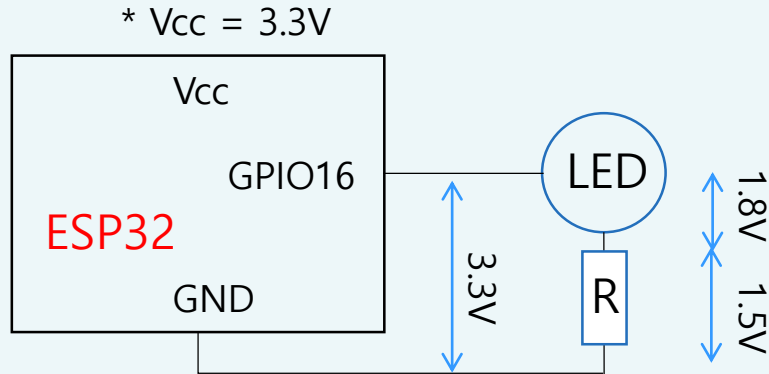 * Vcc = 3.3V
Vcc
GPIO16
LED
ESP32
1.8V
3.3V
GND
R
1.5V